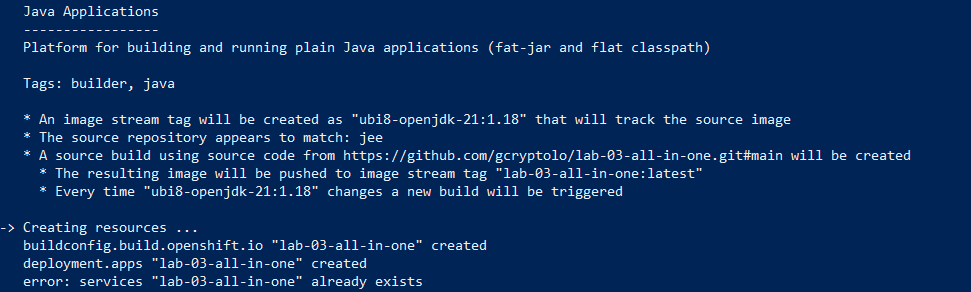 Java Applications
-----------------
Platform for building and running plain Java applications (fat-jar and flat classpath)
Tags: builder, java
* An image stream tag will be created as "ubi8-openjdk-21:1.18" that will track the source image
* The source repository appears to match: jee
* A source build using source code from https://github.com/gcryptolo/lab-03-all-in-one.git#main will be created
* The resulting image will be pushed to image stream tag "lab-03-all-in-one:latest"
* Every time "ubi8-openjdk-21:1.18" changes a new build will be triggered
-> Creating resources ...
buildconfig.build.openshift.io "lab-03-all-in-one" created
deployment.apps "lab-03-all-in-one" created
error: services "lab-03-all-in-one" already exists